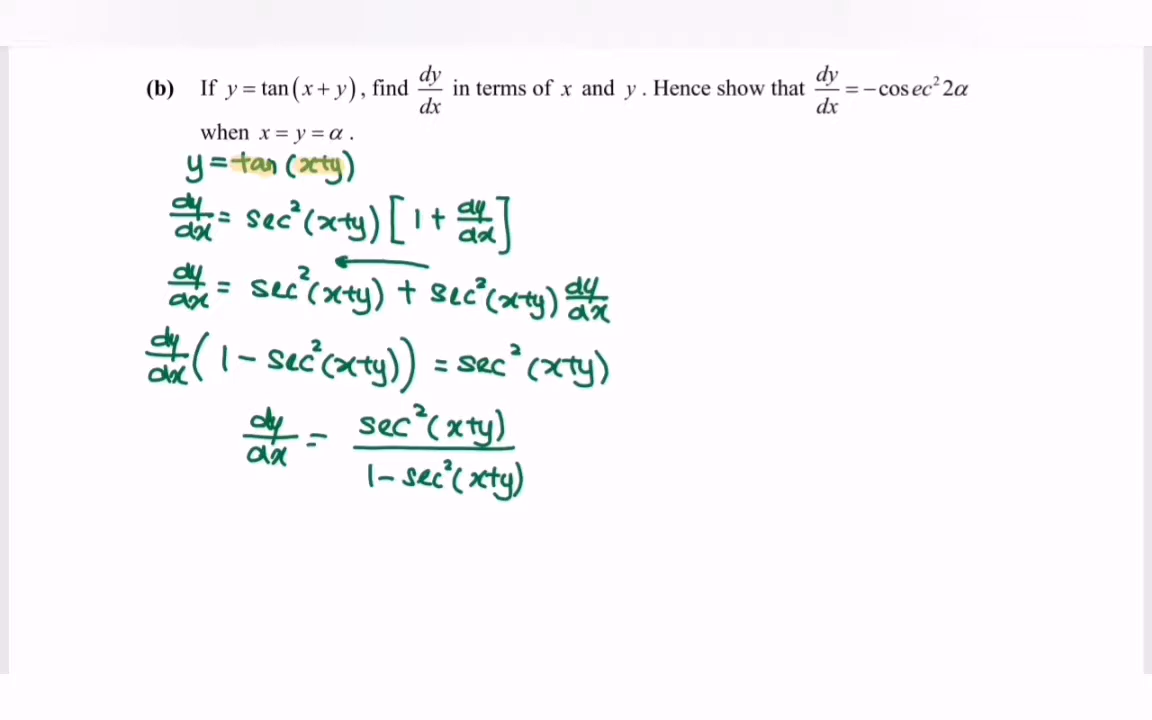 (b) If y = tan(x + y), find dy/dx in terms of x and y. Hence show that dy/dx = -cosec²2α
when x = y = α.
y = tan (x+y)
dy/dx = sec²(x+y) [1 + dy/dx]
dy/dx = sec²(x+y) + sec²(x+y) dy/dx
dy/dx (1 - sec²(x+y)) = sec²(x+y)
dy/dx = sec²(x+y) / 1 - sec²(x+y)